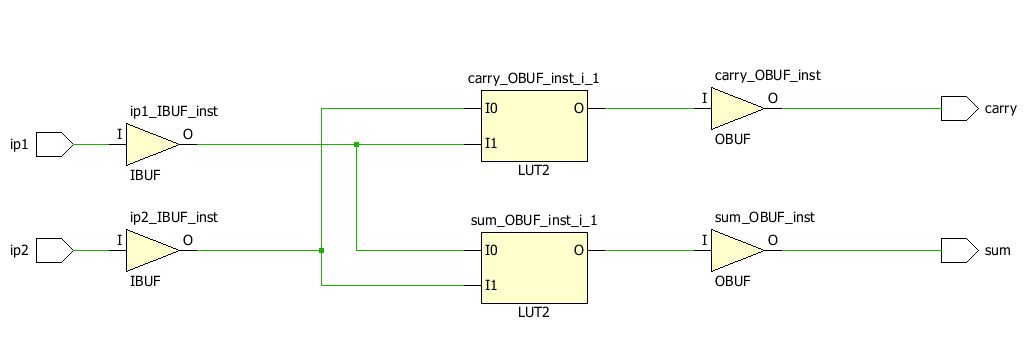 carry_OBUF_inst_i_1
carry_OBUF_inst
ip1_IBUF_inst
I0
O
I
O
carry
I
O
ip1
I1
OBUF
IBUF
LUT2
ip2_IBUF_inst
sum_OBUF_inst_i_1
sum_OBUF_inst
I
O
ip2
I0
O
I
O
sum
IBUF
I1
OBUF
LUT2